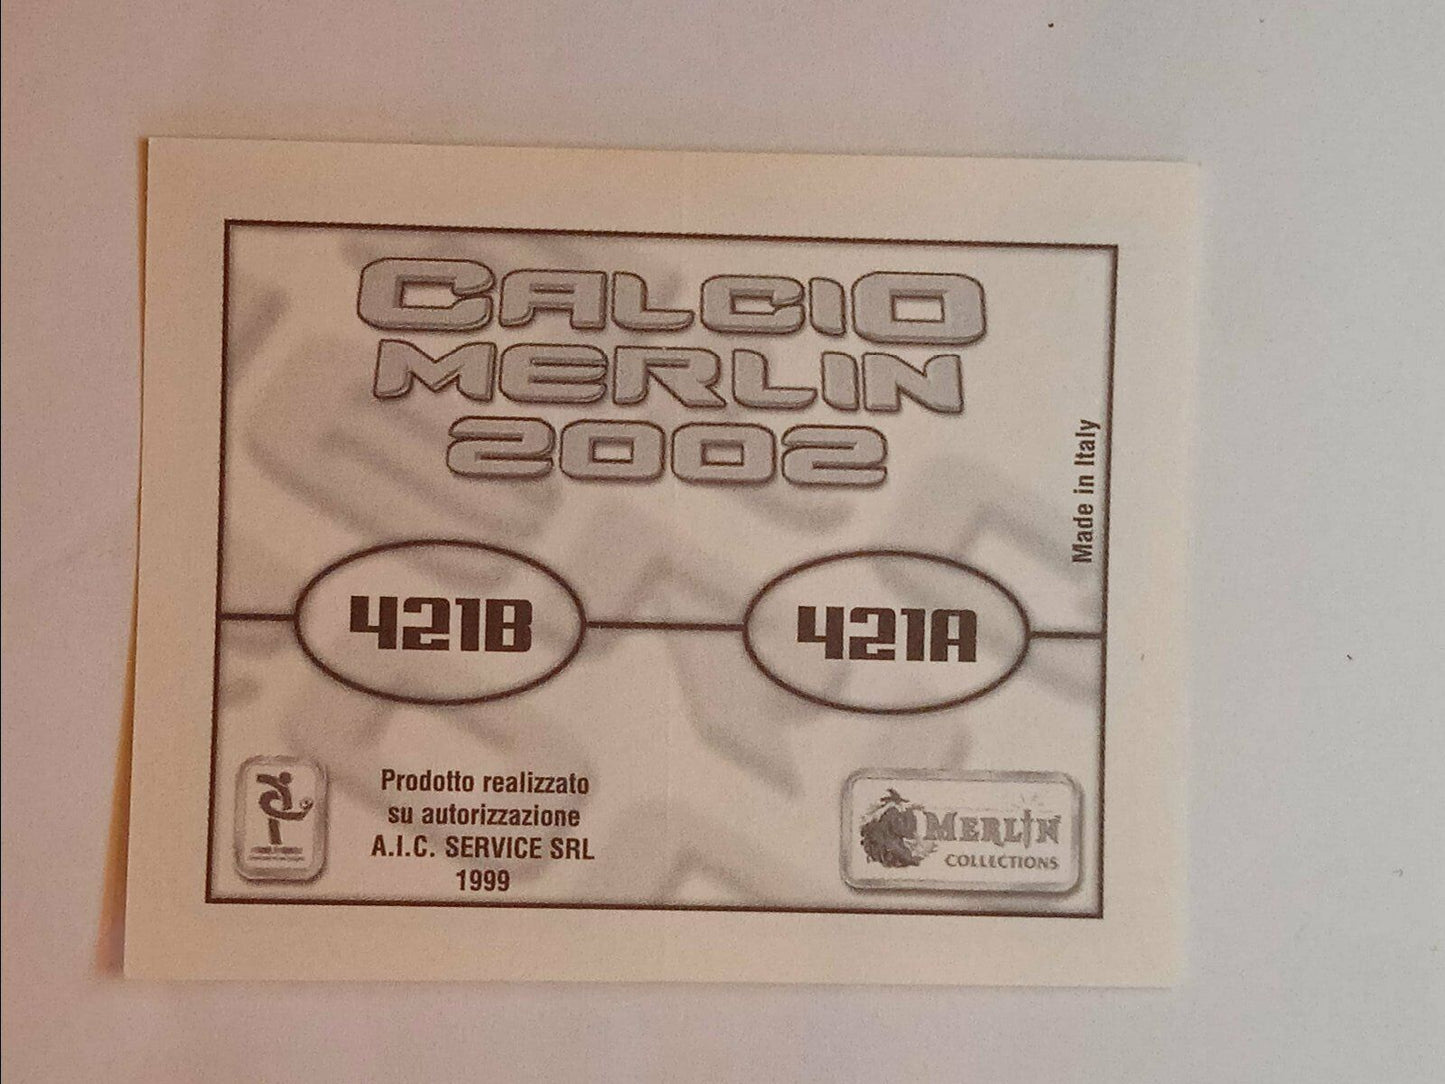 CALCIO
MERLIN
2002
Made in Italy
421B
421A
Prodotto realizzato
su autorizzazione
A.I.C. SERVICE SRL
1999
MERLIN
COLLECTIONS